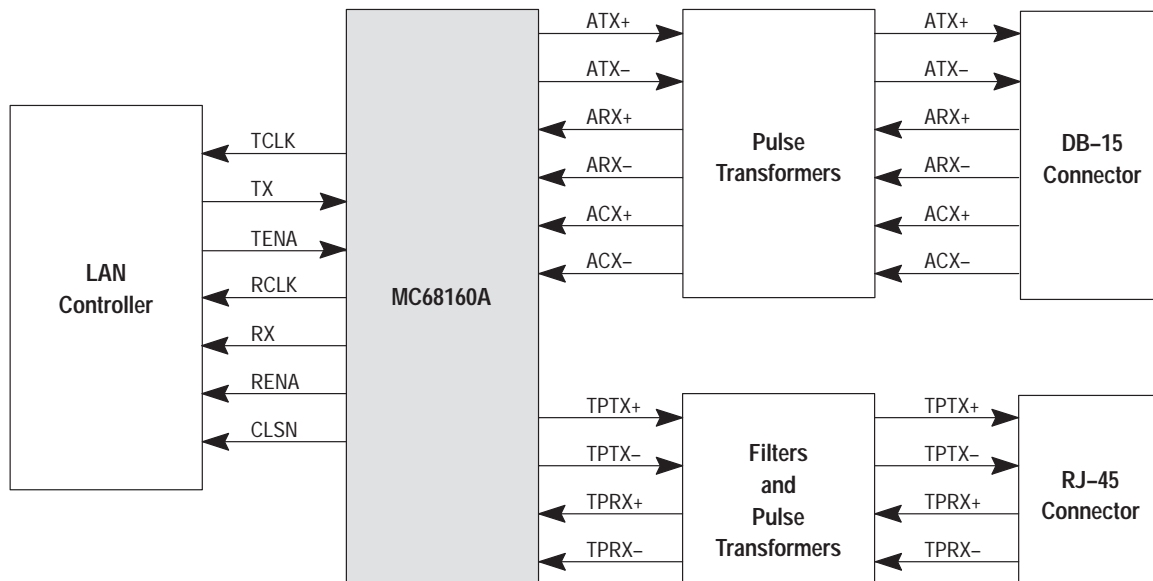 LAN
Controller
TCLK
TX
TENA
RCLK
RX
RENA
CLSN
MC68160A
ATX+
ATX–
ARX+
ARX–
ACX+
ACX–
Pulse
Transformers
ATX+
ATX–
ARX+
ARX–
ACX+
ACX–
DB–15
Connector
TPTX+
TPTX–
TPRX+
TPRX–
Filters
and
Pulse
Transformers
TPTX+
TPTX–
TPRX+
TPRX–
RJ–45
Connector